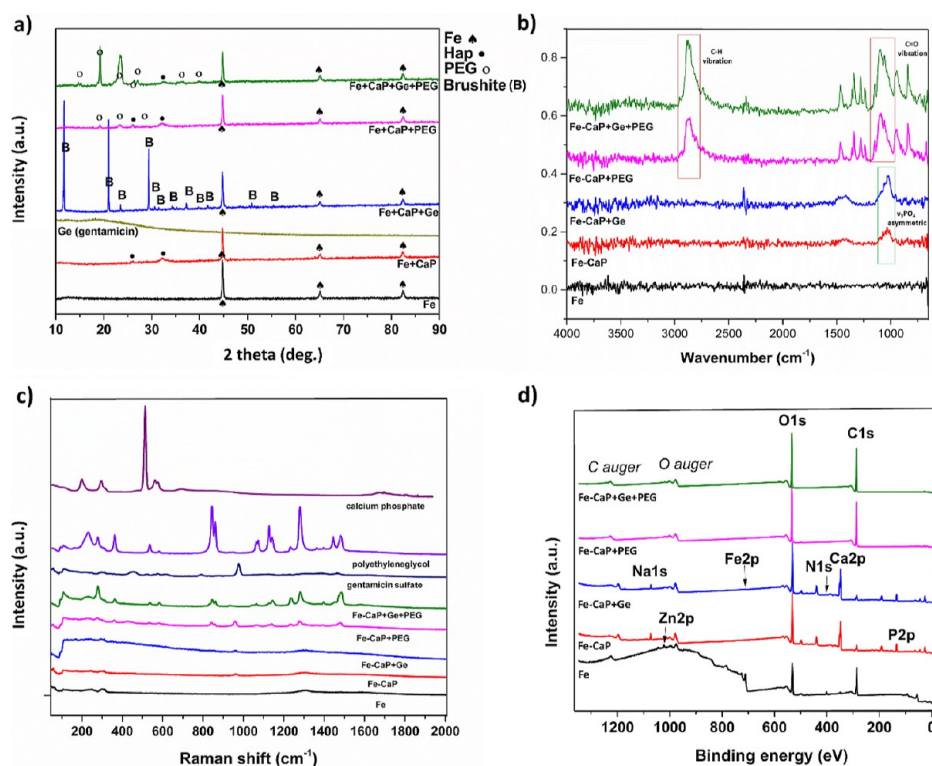 a)
Fe ♠
Hap ●
PEG o
Brushite (B)
Fe+CaP+Ge+PEG
Fe+CaP+PEG
B
B
B
B
B
B
B
B
B
B
B
Fe+CaP+Ge
Ge (gentamicin)
Fe+CaP
Fe
Intensity (a.u.)
10 20 30 40 50 60 70 80 90
2 theta (deg.)
b)
C-H
vibration
C=O
vibration
Fe-CaP+Ge+PEG
Fe-CaP+PEG
Fe-CaP+Ge
ν₃PO₄
asymmetric
Fe-CaP
Fe
0.8
0.6
0.4
0.2
0.0
Intensity (a.u.)
4000 3500 3000 2500 2000 1500 1000
Wavenumber (cm⁻¹)
c)
calcium phosphate
polyethyleneglycol
gentamicin sulfate
Fe-CaP+Ge+PEG
Fe-CaP+PEG
Fe-CaP+Ge
Fe-CaP
Fe
Intensity (a.u.)
200 400 600 800 1000 1200 1400 1600 1800 2000
Raman shift (cm⁻¹)
d)
O1s
C1s
C auger
O auger
Fe-CaP+Ge+PEG
Fe-CaP+PEG
Na1s
Fe2p
N1s
Ca2p
Fe-CaP+Ge
Zn2p
P2p
Fe-CaP
Fe
Intensity (a.u.)
1200 1000 800 600 400 200 0
Binding energy (eV)